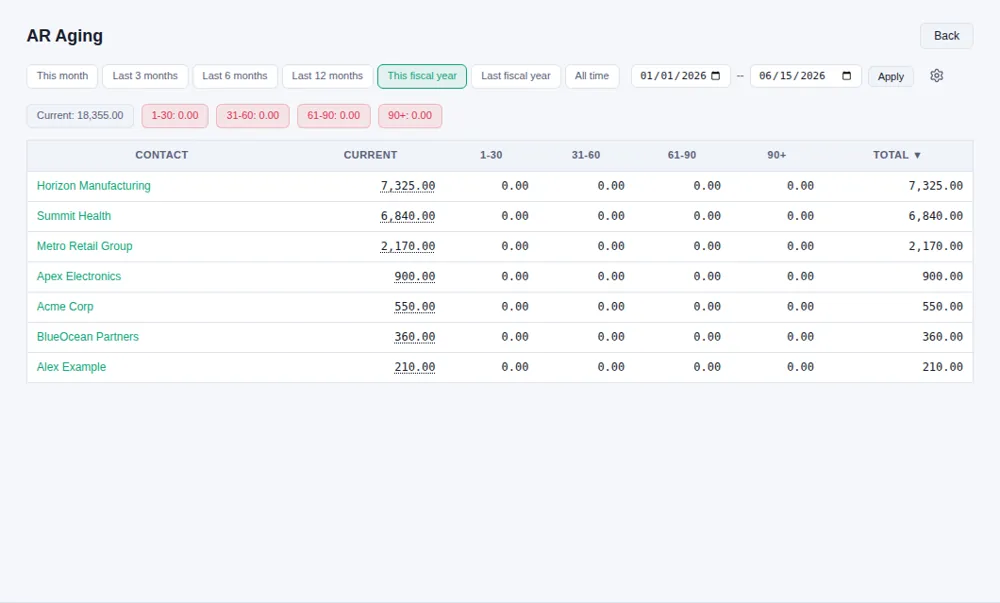 AR Aging
Back
This month Last 3 months Last 6 months Last 12 months This fiscal year Last fiscal year All time 01/01/2026 -- 06/15/2026 Apply
Current: 18,355.00 1-30: 0.00 31-60: 0.00 61-90: 0.00 90+: 0.00
CONTACT CURRENT 1-30 31-60 61-90 90+ TOTAL ▼
Horizon Manufacturing 7,325.00 0.00 0.00 0.00 0.00 7,325.00
Summit Health 6,840.00 0.00 0.00 0.00 0.00 6,840.00
Metro Retail Group 2,170.00 0.00 0.00 0.00 0.00 2,170.00
Apex Electronics 900.00 0.00 0.00 0.00 0.00 900.00
Acme Corp 550.00 0.00 0.00 0.00 0.00 550.00
BlueOcean Partners 360.00 0.00 0.00 0.00 0.00 360.00
Alex Example 210.00 0.00 0.00 0.00 0.00 210.00